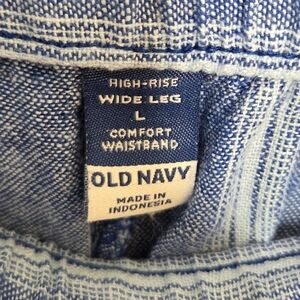 HIGH-RISE
WIDE LEG
L
COMFORT
WAISTBAND
OLD NAVY
MADE IN
INDONESIA